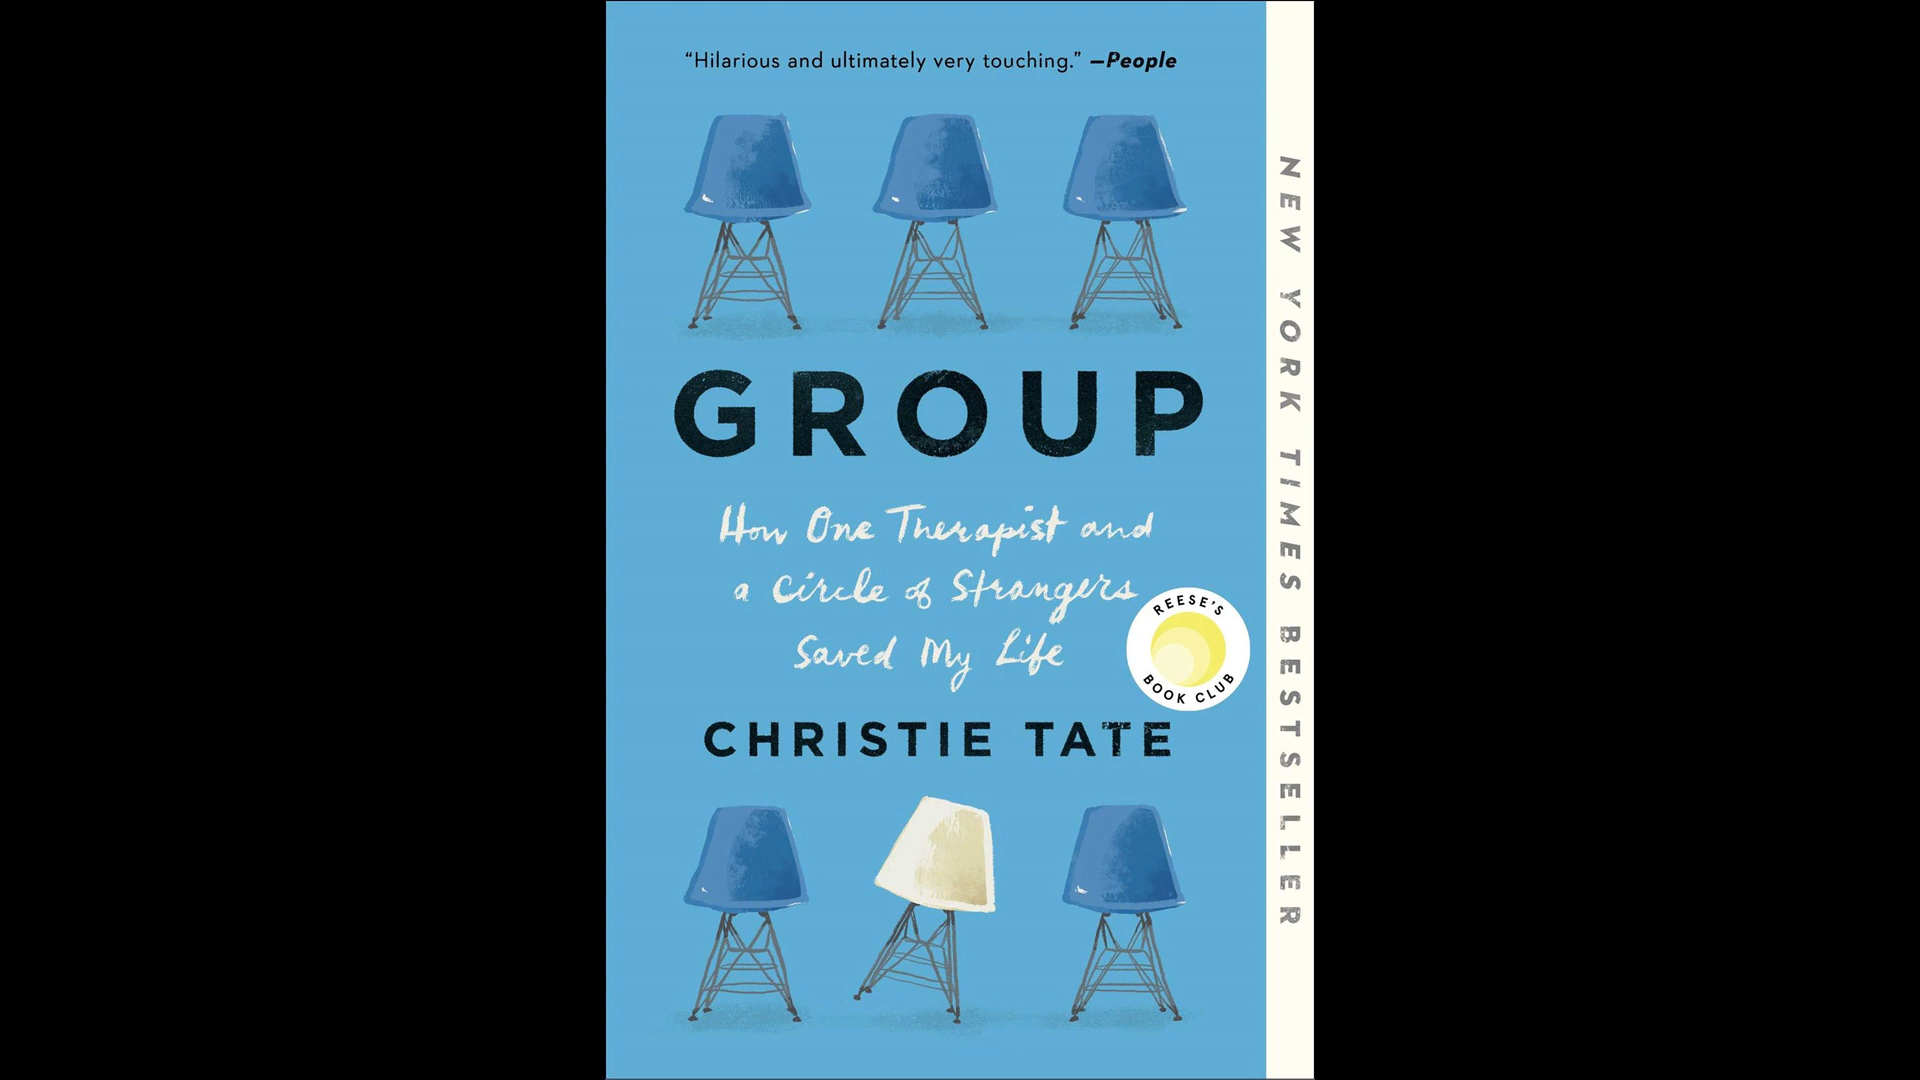 “Hilarious and ultimately very touching.” —People
GROUP
How One Therapist and
a Circle of Strangers
Saved My Life
REESE'S
BOOK CLUB
CHRISTIE TATE
NEW YORK TIMES BESTSELLER